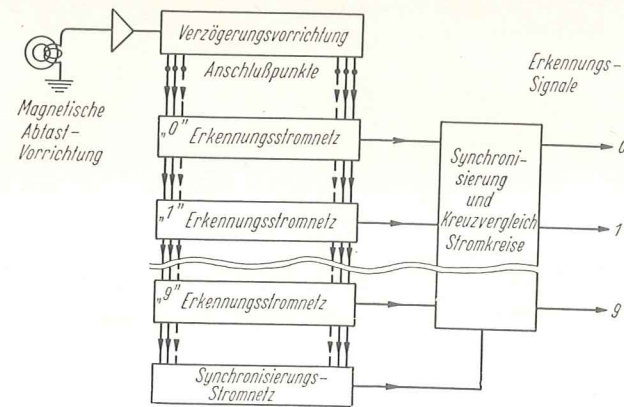 Verzögerungsvorrichtung
Anschlußpunkte
Magnetische
Abtast-
Vorrichtung
Erkennungs-
Signale
„0" Erkennungsstromnetz
„1" Erkennungsstromnetz
„9" Erkennungsstromnetz
Synchronisierungs-
Stromnetz
Synchroni-
sierung
und
Kreuzvergleich
Stromkreise
0
1
9